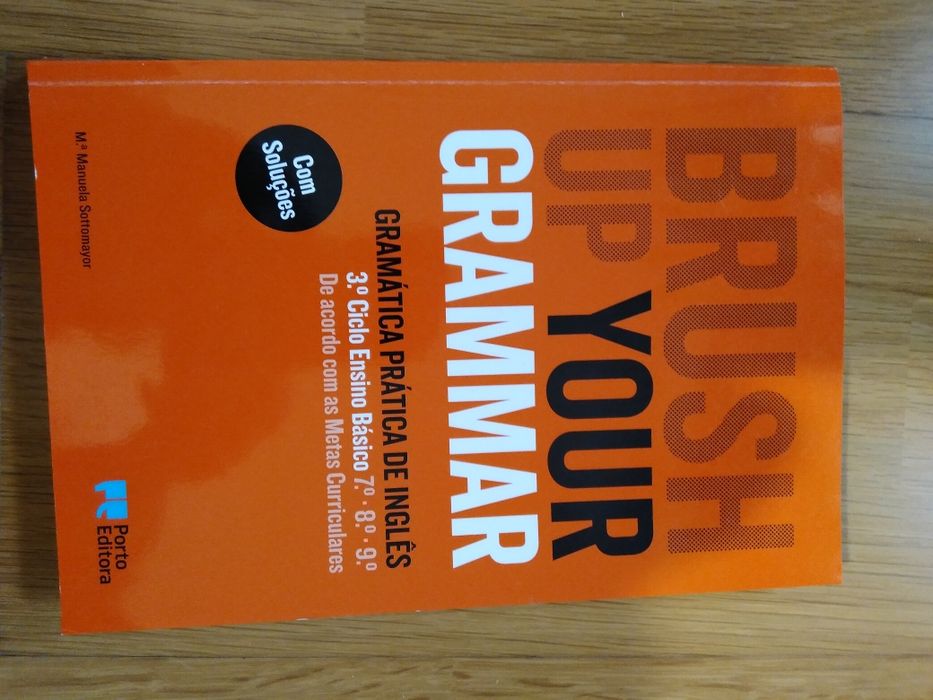 BRUSH
UP YOUR
GRAMMAR
GRAMÁTICA PRÁTICA DE INGLÊS
3.º Ciclo Ensino Básico 7.º · 8.º · 9.º
De acordo com as Metas Curriculares
Com
Soluções
M.ª Manuela Sottomayor
Porto
Editora